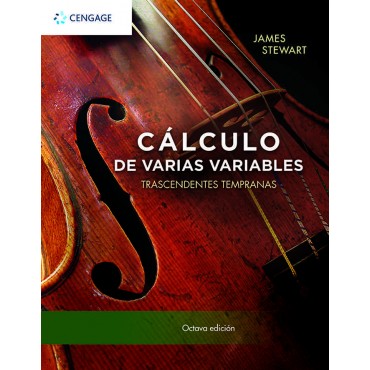 CENGAGE
JAMES
STEWART
CÁLCULO
DE VARIAS VARIABLES
TRASCENDENTES TEMPRANAS
Octava edición